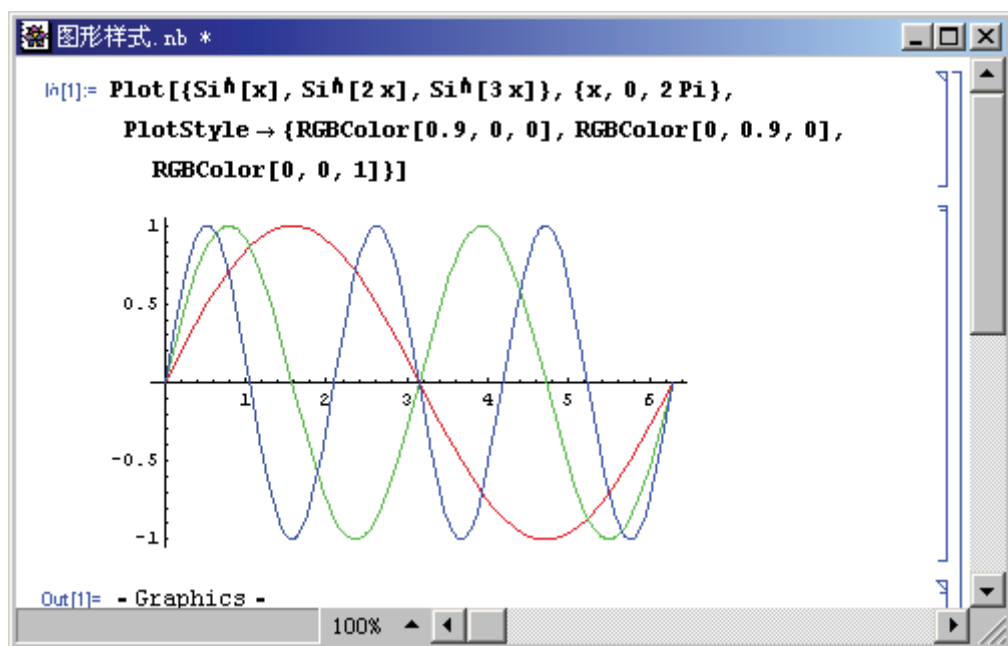 图形样式.nb *
In[1]:= Plot[{Sin[x], Sin[2 x], Sin[3 x]}, {x, 0, 2 Pi},
PlotStyle → {RGBColor[0.9, 0, 0], RGBColor[0, 0.9, 0],
RGBColor[0, 0, 1]}]
1
0.5
1 2 3 4 5 6
-0.5
-1
Out[1]= - Graphics -
100%